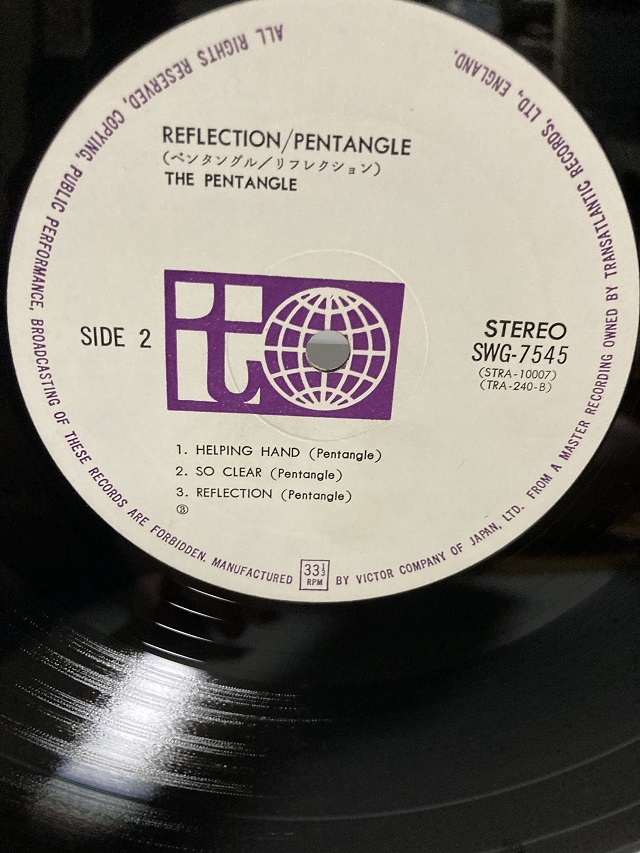 REFLECTION/PENTANGLE
(ペンタングル/リフレクション)
THE PENTANGLE
SIDE 2
STEREO
SWG-7545
(STRA-10007)
(TRA-240-B)
1. HELPING HAND (Pentangle)
2. SO CLEAR (Pentangle)
3. REFLECTION (Pentangle)
ALL RIGHTS RESERVED, COPYING, PUBLIC PERFORMANCE, BROADCASTING OF THESE RECORDS ARE FORBIDDEN. MANUFACTURED BY VICTOR COMPANY OF JAPAN, LTD. FROM A MASTER RECORDING OWNED BY TRANSATLANTIC RECORDS, LTD, ENGLAND.
33⅓
RPM